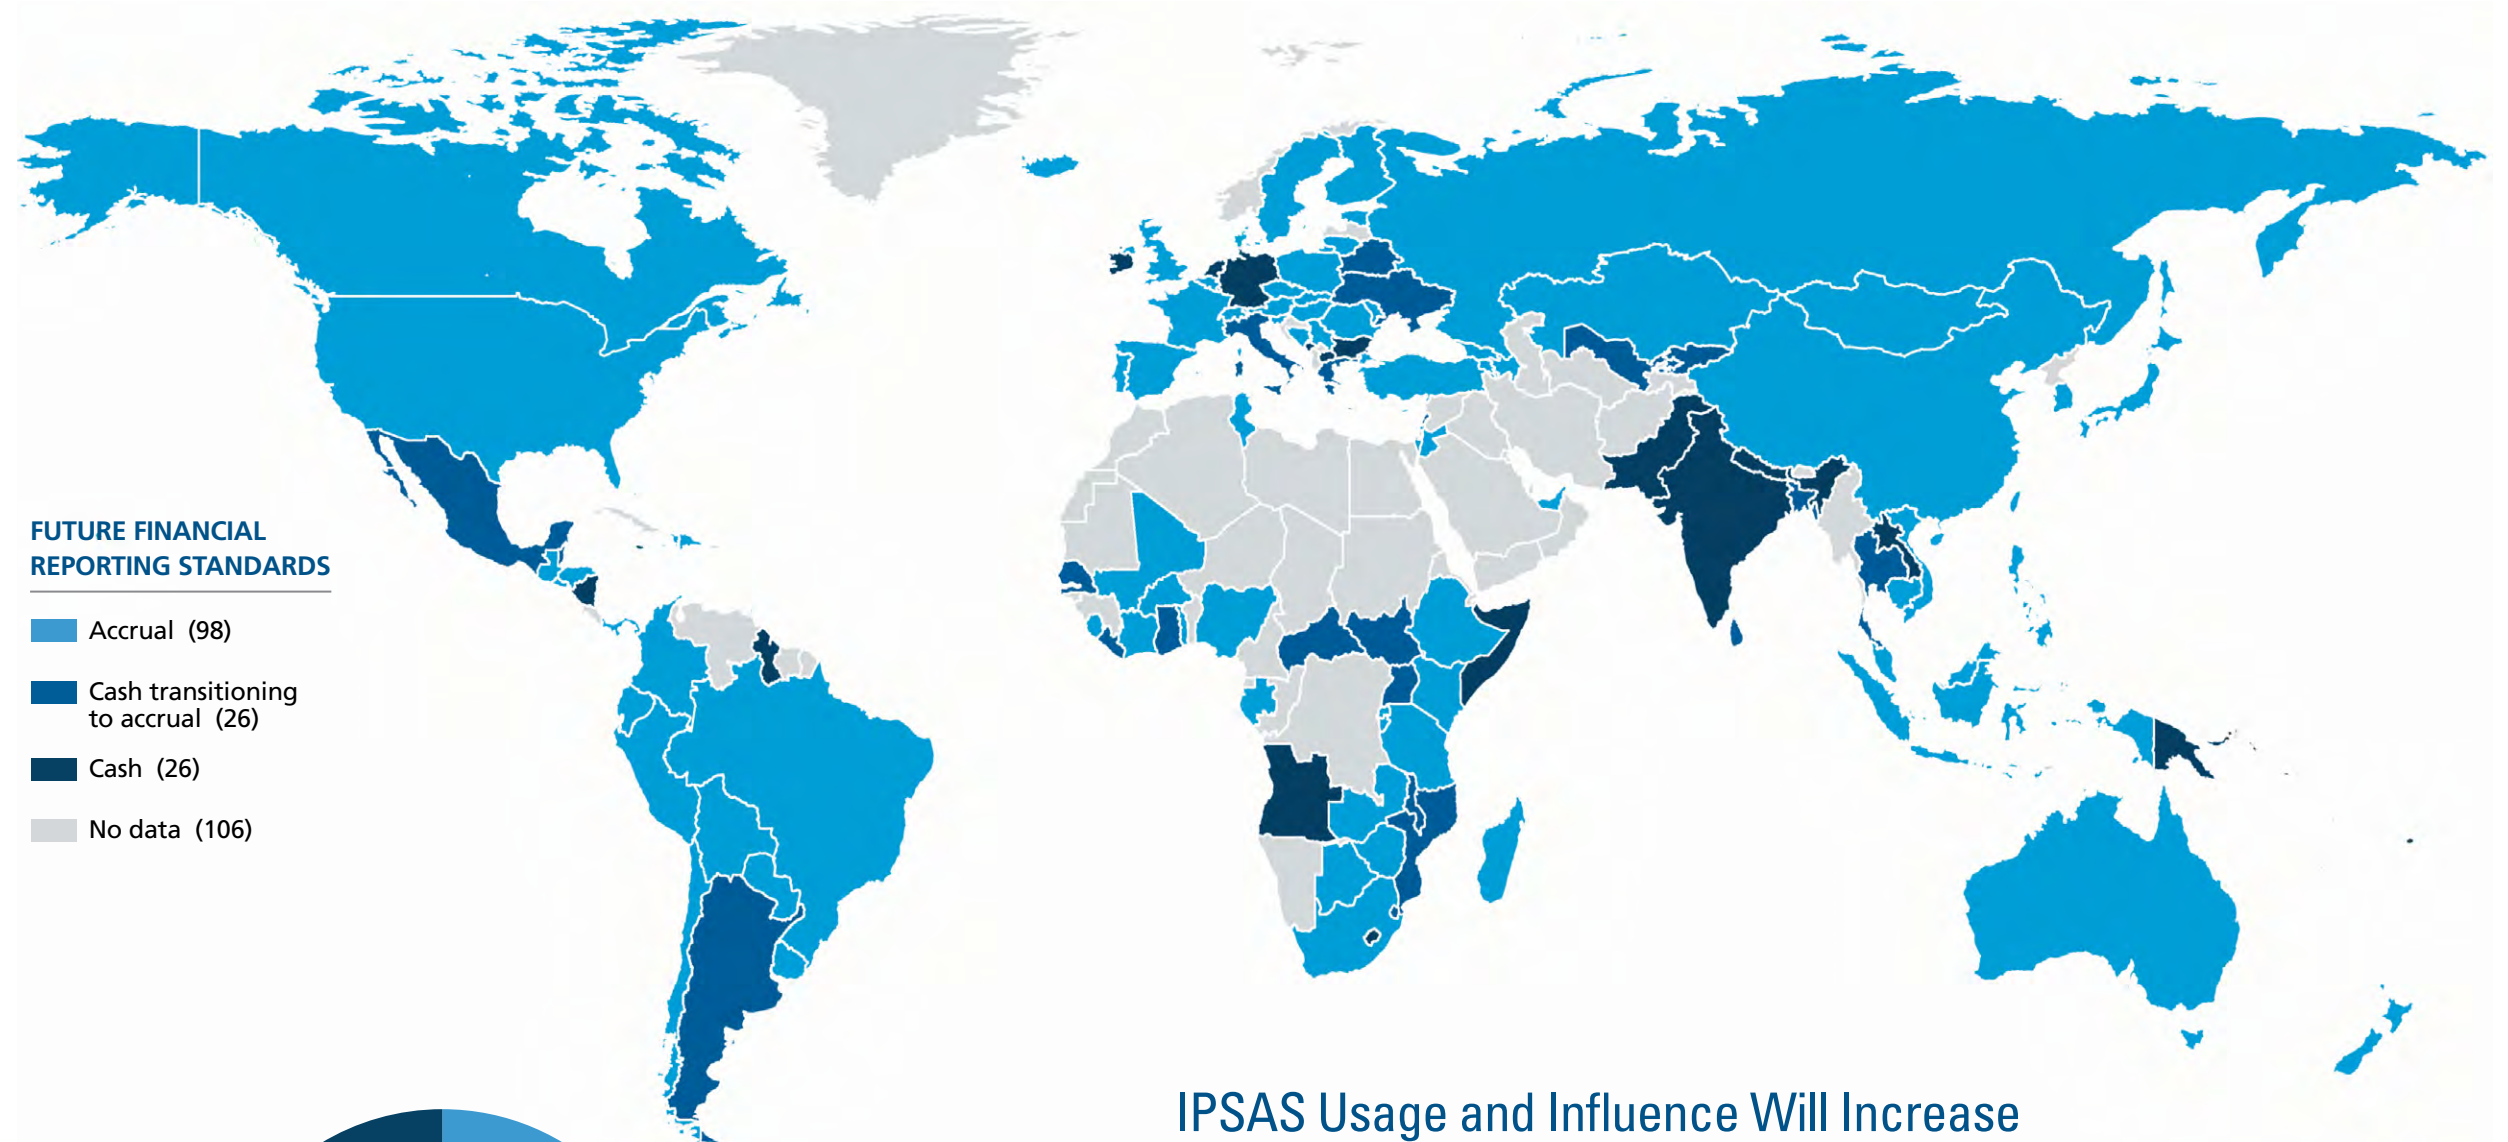 FUTURE FINANCIAL
REPORTING STANDARDS
Accrual (98)
Cash transitioning
to accrual (26)
Cash (26)
No data (106)
IPSAS Usage and Influence Will Increase